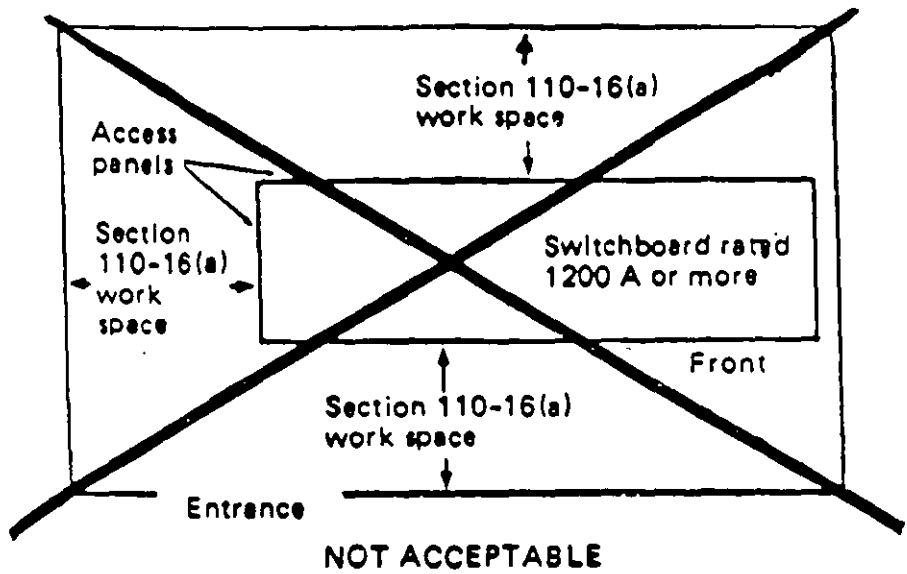 Section 110-16(a)
work space
Access
panels
Section
110-16(a)
work
space
Switchboard rated
1200 A or more
Front
Section 110-16(a)
work space
Entrance
NOT ACCEPTABLE